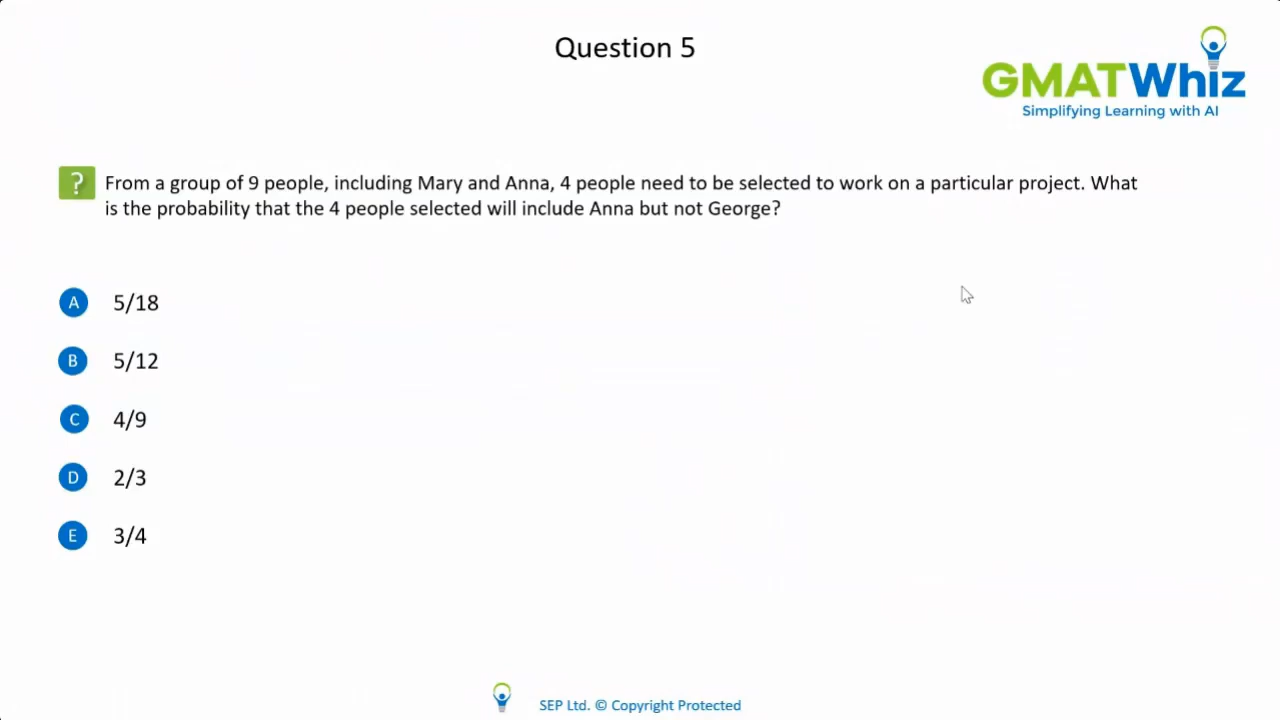 Question 5
GMATWhiz
Simplifying Learning with AI
? From a group of 9 people, including Mary and Anna, 4 people need to be selected to work on a particular project. What
is the probability that the 4 people selected will include Anna but not George?
A 5/18
B 5/12
C 4/9
D 2/3
E 3/4
SEP Ltd. © Copyright Protected